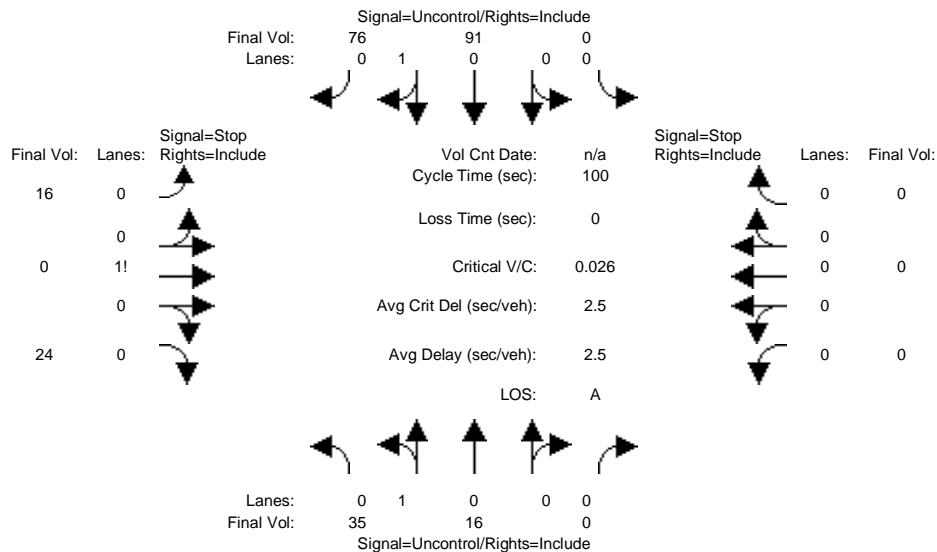 Signal=Uncontrol/Rights=Include
Final Vol: 76 91 0
Lanes: 0 1 0 0 0
Signal=Stop Signal=Stop
Final Vol: Lanes: Rights=Include Vol Cnt Date: n/a Rights=Include Lanes: Final Vol:
Cycle Time (sec): 100
16 0 0 0
Loss Time (sec): 0
0 0
0 1! Critical V/C: 0.026 0 0
0 Avg Crit Del (sec/veh): 2.5 0
24 0 Avg Delay (sec/veh): 2.5 0 0
LOS: A
Lanes: 0 1 0 0 0
Final Vol: 35 16 0
Signal=Uncontrol/Rights=Include